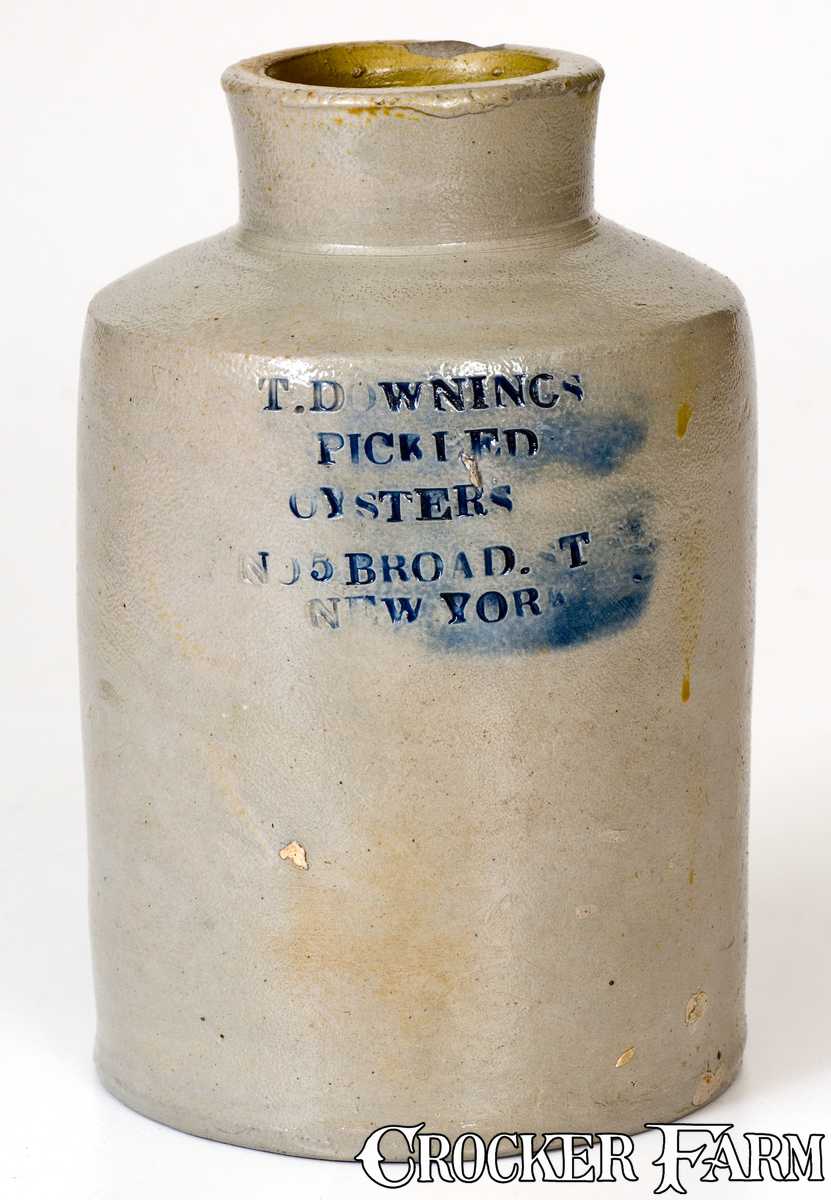 T. DOWNINGS
PICKLED
OYSTERS
NO 5 BROAD. ST
NEW YORK
CROCKER FARM